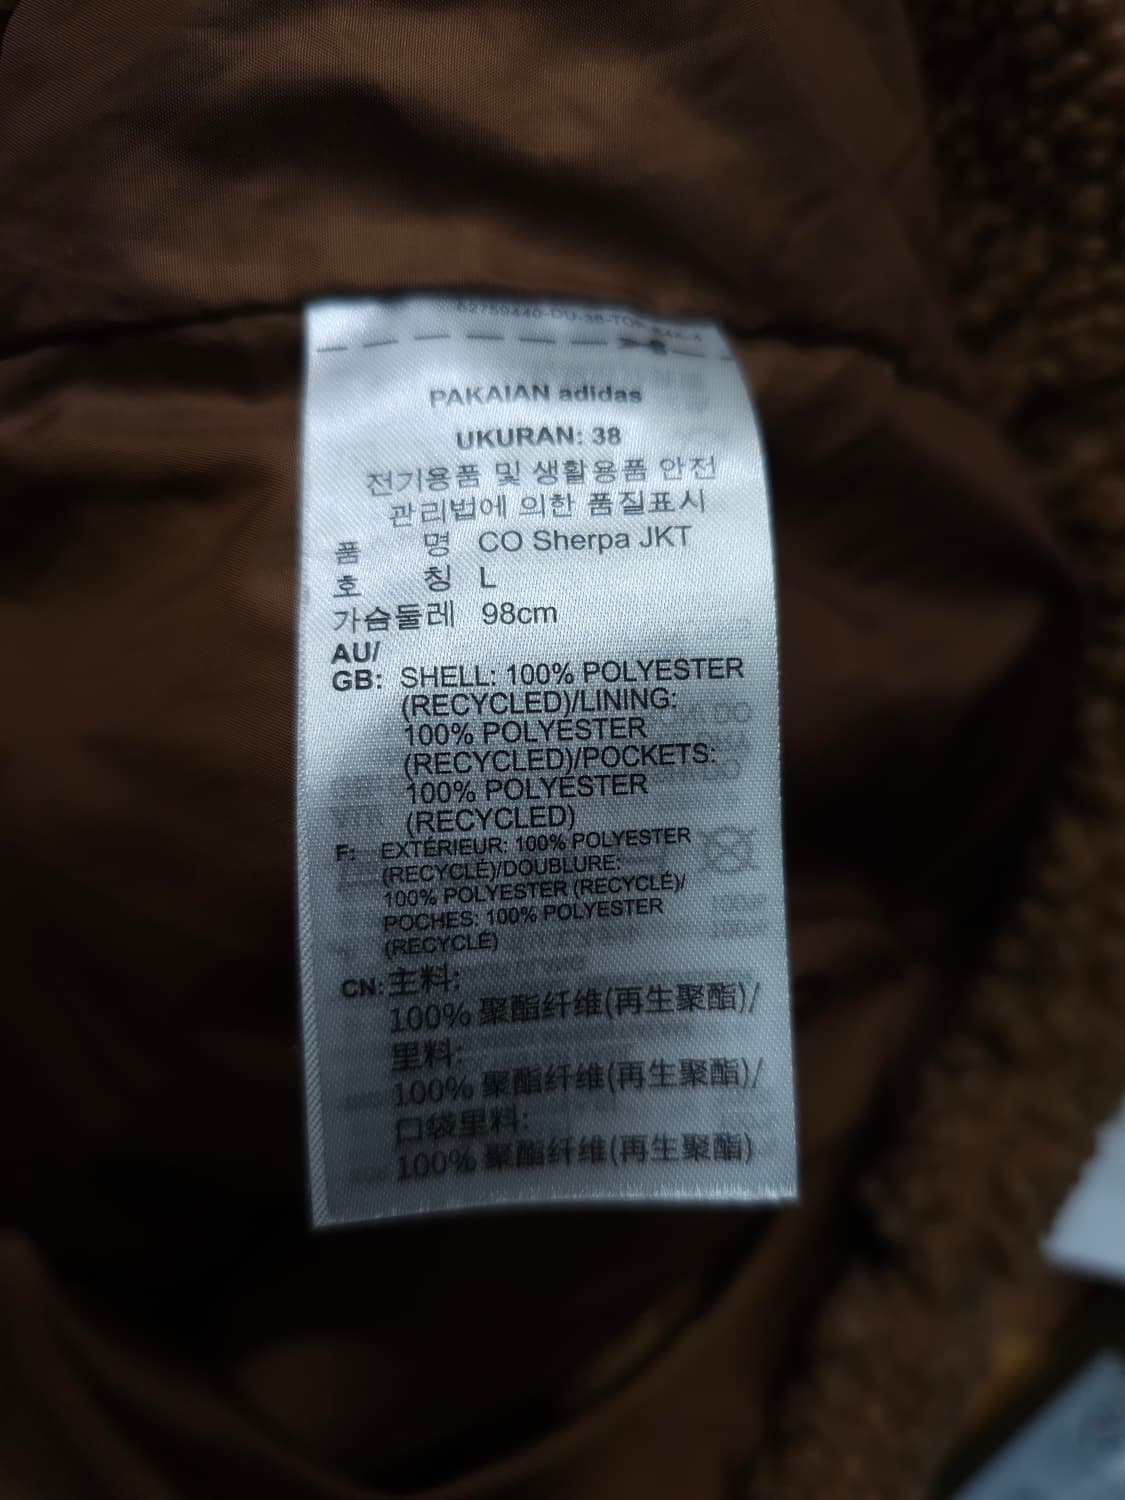 PAKAIAN adidas
UKURAN: 38
전기용품 및 생활용품 안전
관리법에 의한 품질표시
품 명 CO Sherpa JKT
호 칭 L
가슴둘레 98cm
AU/
GB: SHELL: 100% POLYESTER
(RECYCLED)/LINING:
100% POLYESTER
(RECYCLED)/POCKETS:
100% POLYESTER
(RECYCLED)
F: EXTÉRIEUR: 100% POLYESTER
(RECYCLÉ)/DOUBLURE:
100% POLYESTER (RECYCLÉ)/
POCHES: 100% POLYESTER
(RECYCLÉ)
CN: 主料:
100% 聚酯纤维(再生聚酯)/
里料:
100% 聚酯纤维(再生聚酯)/
口袋里料:
100% 聚酯纤维(再生聚酯)